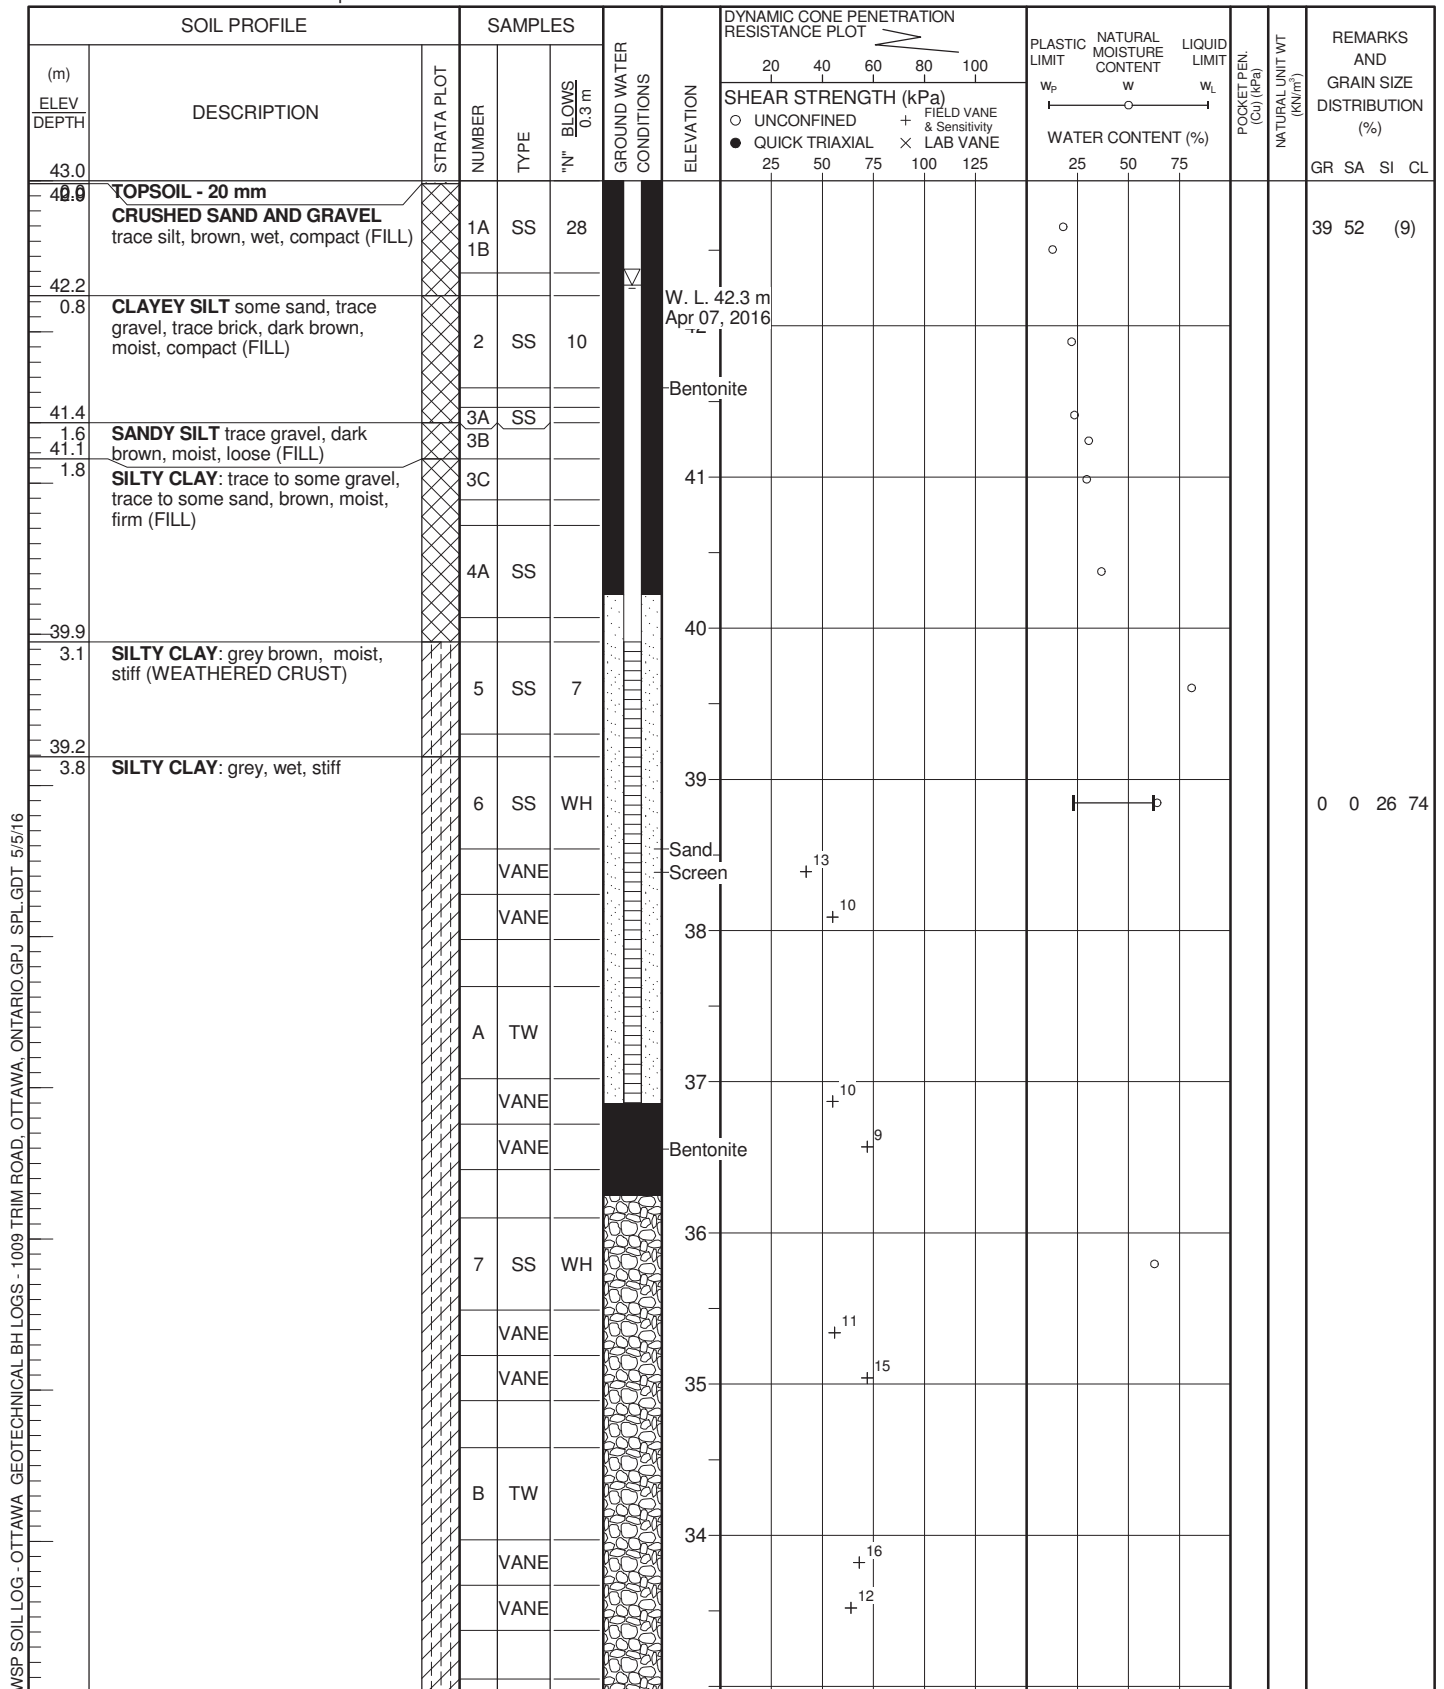 SOIL PROFILE
SAMPLES
GROUND WATER
CONDITIONS
ELEVATION
DYNAMIC CONE PENETRATION
RESISTANCE PLOT
20 40 60 80 100
SHEAR STRENGTH (kPa)
○ UNCONFINED + FIELD VANE
& Sensitivity
● QUICK TRIAXIAL × LAB VANE
25 50 75 100 125
PLASTIC LIMIT
NATURAL MOISTURE CONTENT
LIQUID LIMIT
WP W WL
WATER CONTENT (%)
25 50 75
POCKET PEN.
(Cu) (kPa)
NATURAL UNIT WT
(KN/m³)
REMARKS
AND
GRAIN SIZE
DISTRIBUTION
(%)
GR SA SI CL
(m)
ELEV
DEPTH
DESCRIPTION
STRATA PLOT
NUMBER
TYPE
"N" BLOWS
0.3 m
43.0
0.0
TOPSOIL - 20 mm
CRUSHED SAND AND GRAVEL
trace silt, brown, wet, compact (FILL)
1A SS 28
39 52 (9)
1B
42.2
0.8
CLAYEY SILT some sand, trace
gravel, trace brick, dark brown,
moist, compact (FILL)
W. L. 42.3 m
Apr 07, 2016
2 SS 10
Bentonite
41.4
3A SS
1.6
SANDY SILT trace gravel, dark
brown, moist, loose (FILL)
3B
41.1
1.8
SILTY CLAY: trace to some gravel,
trace to some sand, brown, moist,
firm (FILL)
3C
41
4A SS
40
39.9
3.1
SILTY CLAY: grey brown, moist,
stiff (WEATHERED CRUST)
5 SS 7
39.2
3.8
SILTY CLAY: grey, wet, stiff
39
6 SS WH
0 0 26 74
Sand
Screen
VANE
13
VANE
10
38
A TW
37
VANE
10
VANE
9
Bentonite
36
7 SS WH
VANE
11
VANE
15
35
B TW
34
VANE
16
VANE
12
WSP SOIL LOG - OTTAWA GEOTECHNICAL BH LOGS - 1009 TRIM ROAD, OTTAWA, ONTARIO.GPJ SPL.GDT 5/5/16